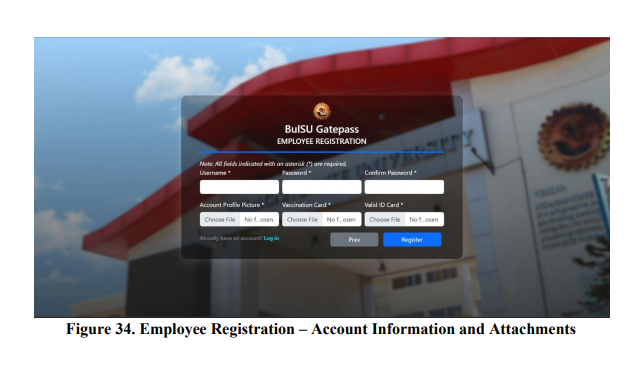 BulSU Gatepass
EMPLOYEE REGISTRATION
Note: All fields indicated with an asterisk (*) are required.
Username * Password * Confirm Password *
Account Profile Picture * Vaccination Card * Valid ID Card *
Choose File No f...osen Choose File No f...osen Choose File No f...osen
Already have an account? Log in Prev Register
Figure 34. Employee Registration – Account Information and Attachments